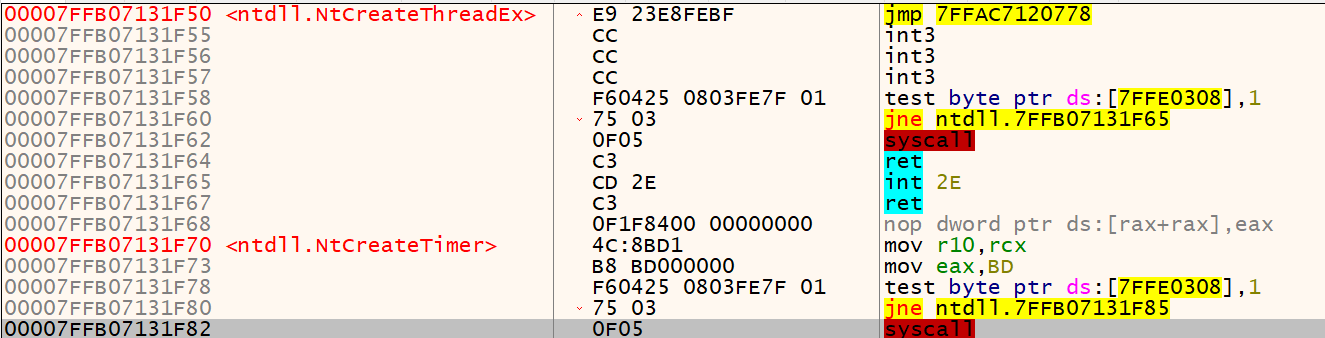 00007FFB07131F50 <ntdll.NtCreateThreadEx> E9 23E8FEBF jmp 7FFAC7120778
00007FFB07131F55 CC int3
00007FFB07131F56 CC int3
00007FFB07131F57 CC int3
00007FFB07131F58 F60425 0803FE7F 01 test byte ptr ds:[7FFE0308],1
00007FFB07131F60 75 03 jne ntdll.7FFB07131F65
00007FFB07131F62 0F05 syscall
00007FFB07131F64 C3 ret
00007FFB07131F65 CD 2E int 2E
00007FFB07131F67 C3 ret
00007FFB07131F68 0F1F8400 00000000 nop dword ptr ds:[rax+rax],eax
00007FFB07131F70 <ntdll.NtCreateTimer> 4C:8BD1 mov r10,rcx
00007FFB07131F73 B8 BD000000 mov eax,BD
00007FFB07131F78 F60425 0803FE7F 01 test byte ptr ds:[7FFE0308],1
00007FFB07131F80 75 03 jne ntdll.7FFB07131F85
00007FFB07131F82 0F05 syscall